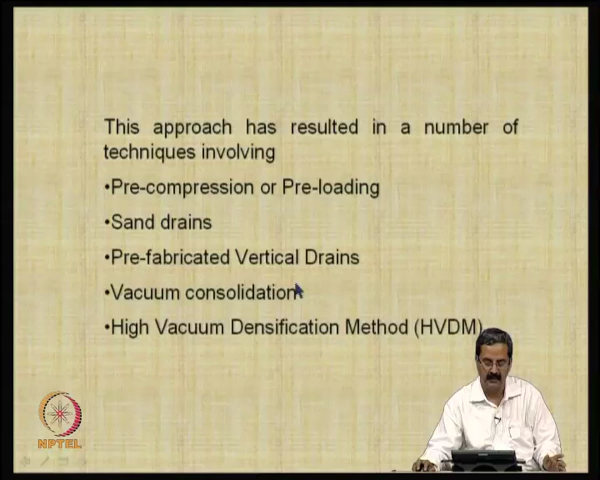 This approach has resulted in a number of
techniques involving
•Pre-compression or Pre-loading
•Sand drains
•Pre-fabricated Vertical Drains
•Vacuum consolidation
•High Vacuum Densification Method (HVDM)
NPTEL